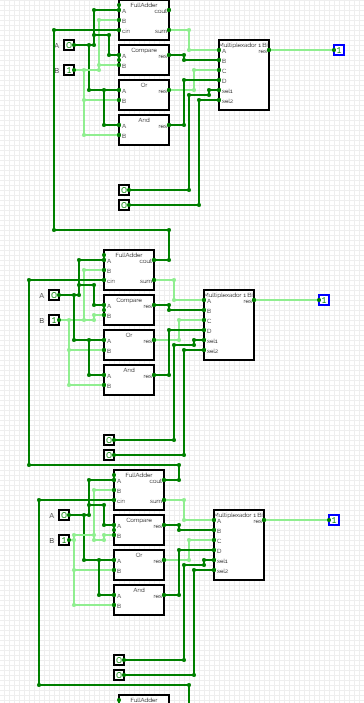 FullAdder
A
B
cin
cout
sum
A 0
B 1
Compare
A
B
res
Or
A
B
res
And
A
B
res
Multiplexador 1 Bi
A
B
C
D
sel1
sel2
res
1
0
0
FullAdder
A
B
cin
cout
sum
A 0
B 1
Compare
A
B
res
Or
A
B
res
And
A
B
res
Multiplexador 1 Bi
A
B
C
D
sel1
sel2
res
1
0
0
FullAdder
A
B
cin
cout
sum
A 0
B 1
Compare
A
B
res
Or
A
B
res
And
A
B
res
Multiplexador 1 Bi
A
B
C
D
sel1
sel2
res
1
0
0
FullAdder